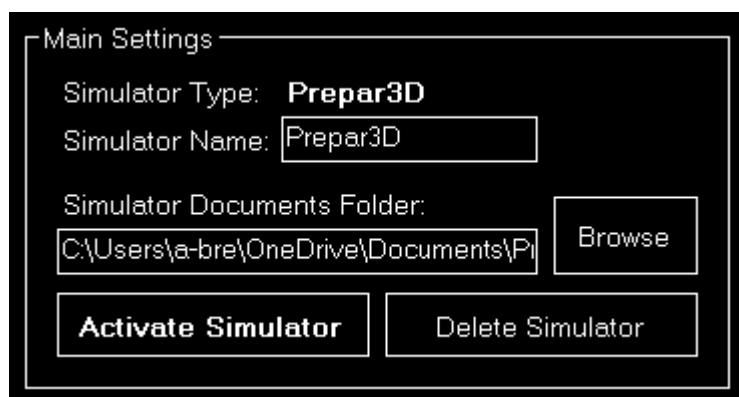 Main Settings
Simulator Type: Prepar3D
Simulator Name: Prepar3D
Simulator Documents Folder:
C:\Users\a-bre\OneDrive\Documents\Pr
Browse
Activate Simulator Delete Simulator